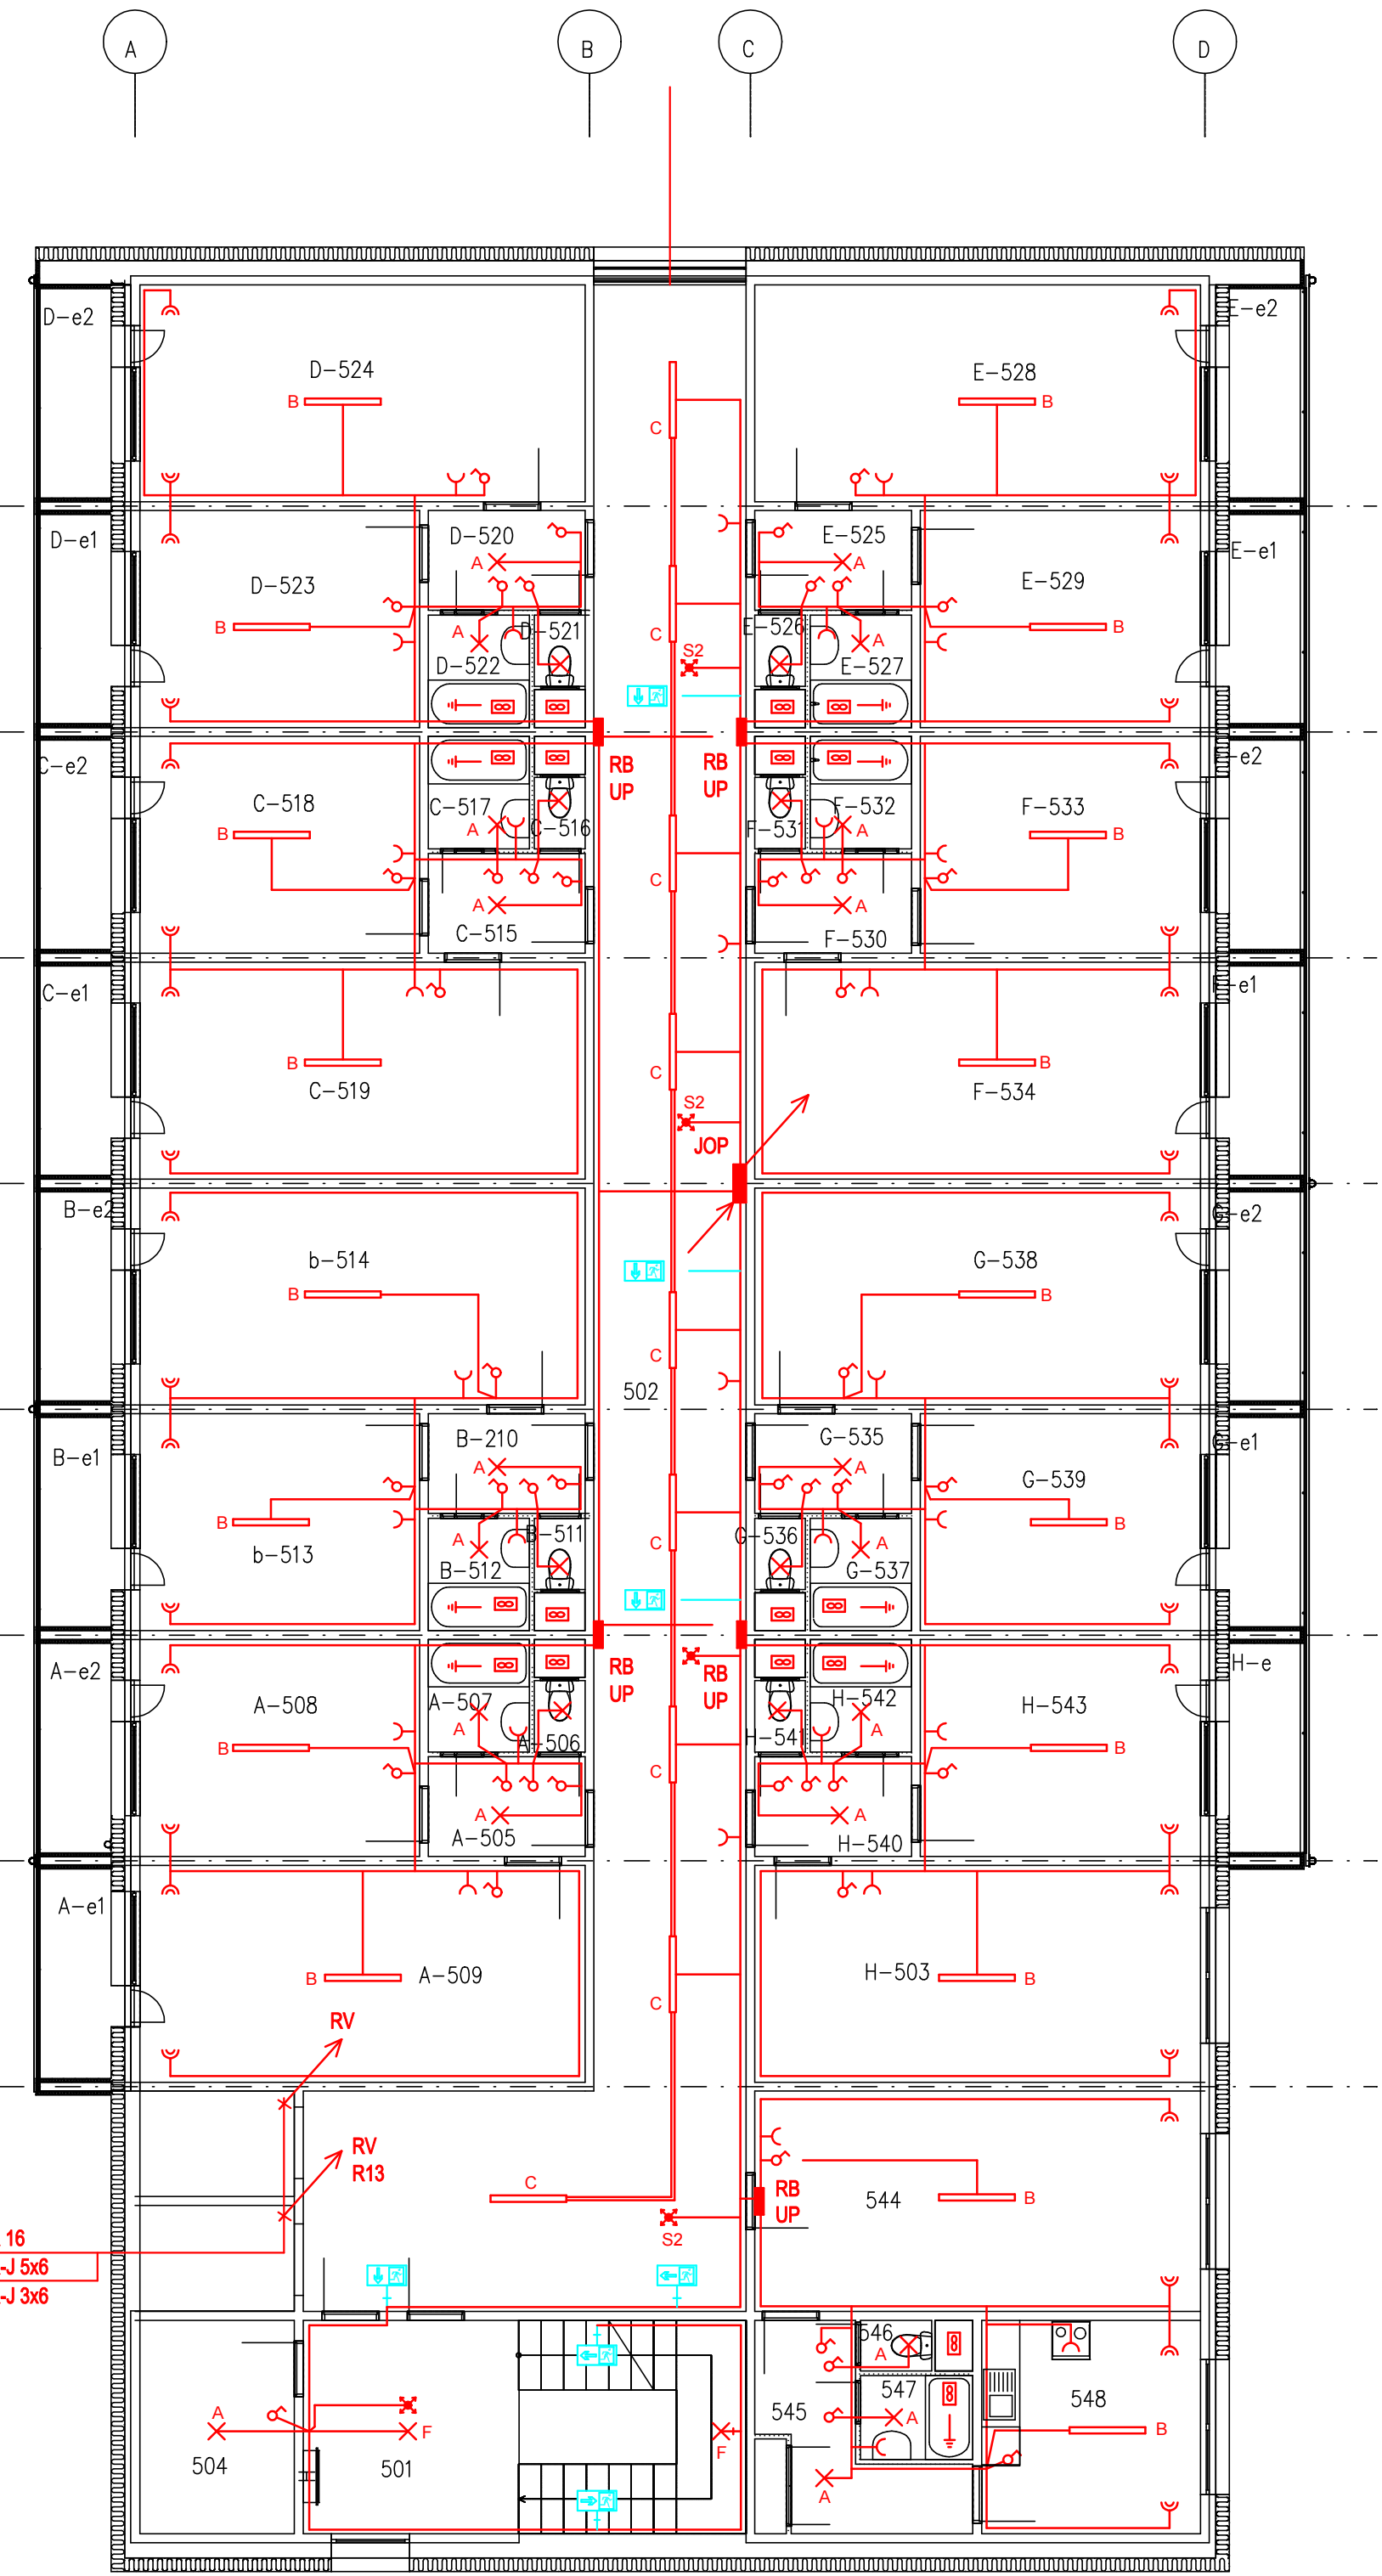 A B C D
D-e2 E-e2
D-524 E-528
B B
C
D-e1 D-520 E-525 E-e1
D-523 A A E-529
B A D-521 C E-526 A B
S2
D-522 E-527
C-e2 RB RB -e2
UP UP
C-518 C-517 F-532 F-533
B A C-516 F-531 A B
C
A A
C-515 F-530
C-e1 F-e1
B C B
C-519 F-534
S2
JOP
B-e2 G-e2
b-514 G-538
B B
C
502
B-210 G-535
B-e1 A A G-e1
G-539
B A B-511 C G-536 A B
b-513 B-512 G-537
A-e2 RB RB H-e
UP UP
A-508 A-507 H-542 H-543
B A A-506 H-541 A B
C
A A
A-505 H-540
A-e1
A-509 H-503
B B
C
RV
RV
R13
C RB
UP
544 B
S2
16
-J 5x6
-J 3x6
546
A
547 548
A 545 A B
F F
504 501
A